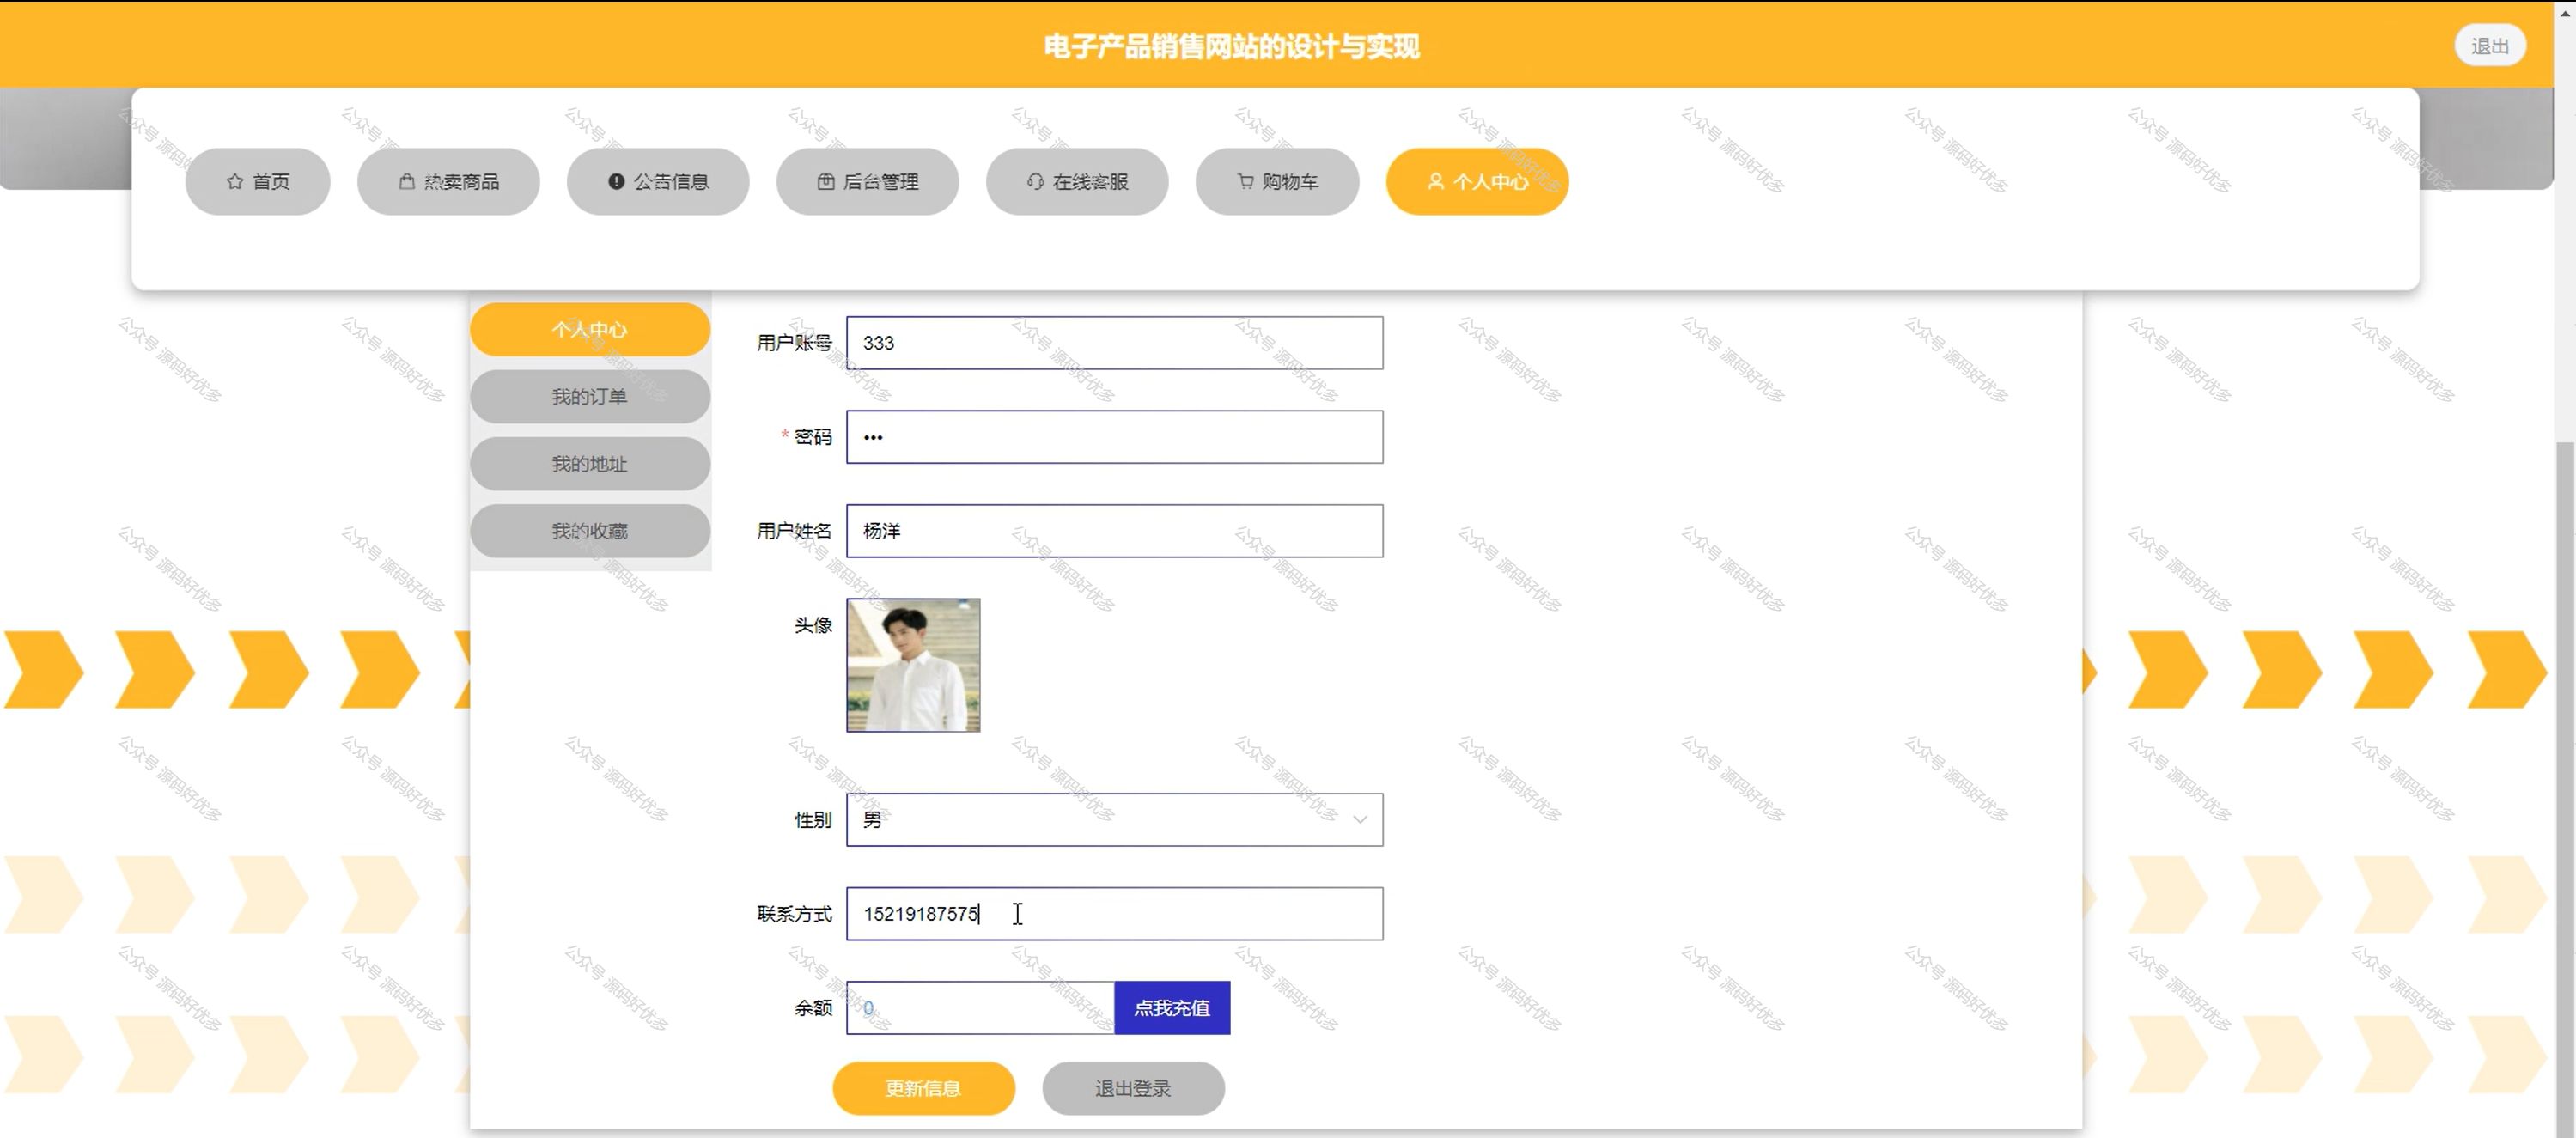 电子产品销售网站的设计与实现
退出
首页
热卖商品
公告信息
后台管理
在线客服
购物车
个人中心
个人中心
我的订单
我的地址
我的收藏
用户账号 333
* 密码 •••
用户姓名 杨洋
头像
性别 男
联系方式 15219187575
余额 0 点我充值
更新信息
退出登录
公众号 源码好优多